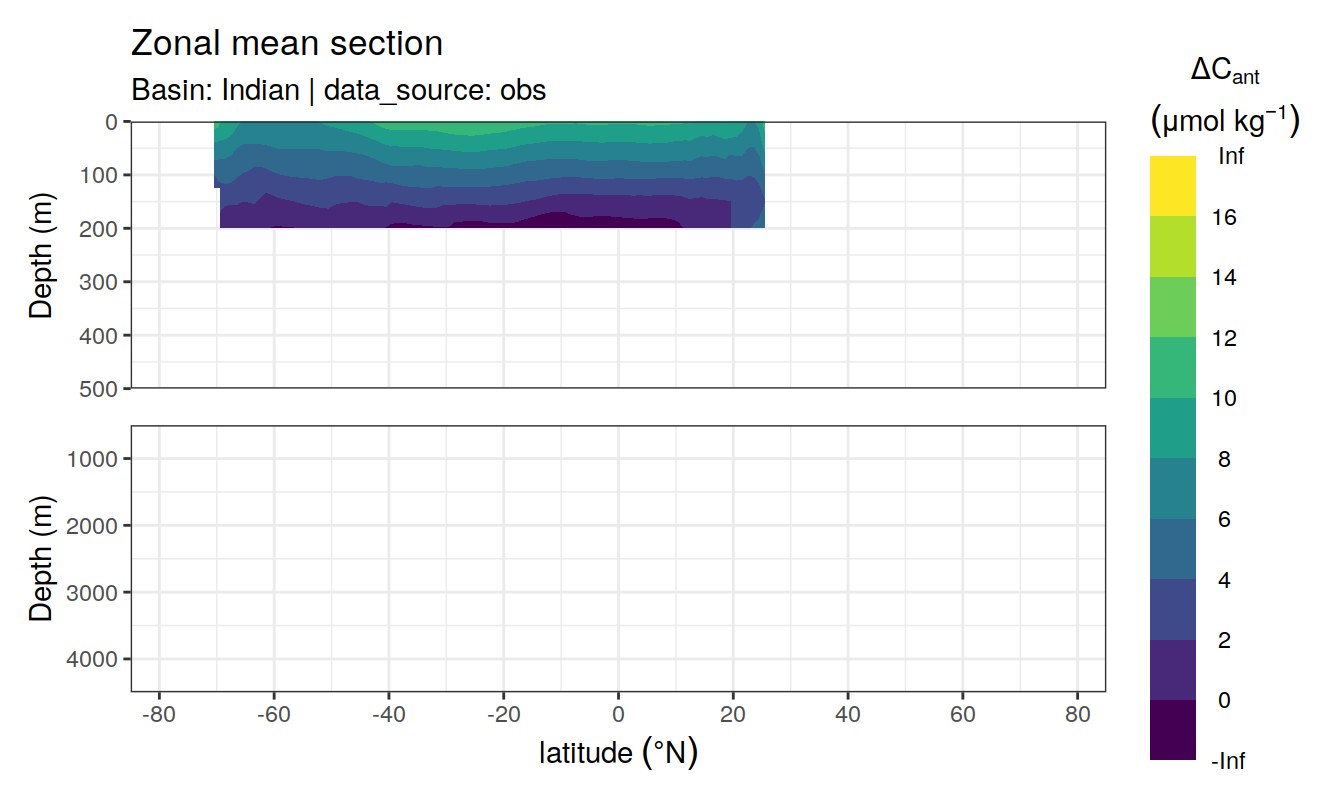 Zonal mean section
Basin: Indian | data_source: obs
Depth (m)
0
100
200
300
400
500
Depth (m)
1000
2000
3000
4000
-80 -60 -40 -20 0 20 40 60 80
latitude (°N)
ΔCant
(μmol kg⁻¹)
Inf
16
14
12
10
8
6
4
2
0
-Inf